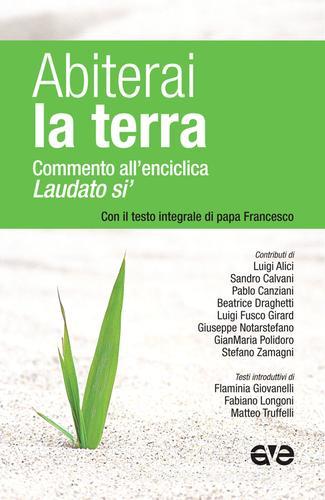 Abiterai
la terra
Commento all'enciclica
Laudato si'
Con il testo integrale di papa Francesco
Contributi di
Luigi Alici
Sandro Calvani
Pablo Canziani
Beatrice Draghetti
Luigi Fusco Girard
Giuseppe Notarstefano
GianMaria Polidoro
Stefano Zamagni
Testi introduttivi di
Flaminia Giovanelli
Fabiano Longoni
Matteo Truffelli
eve